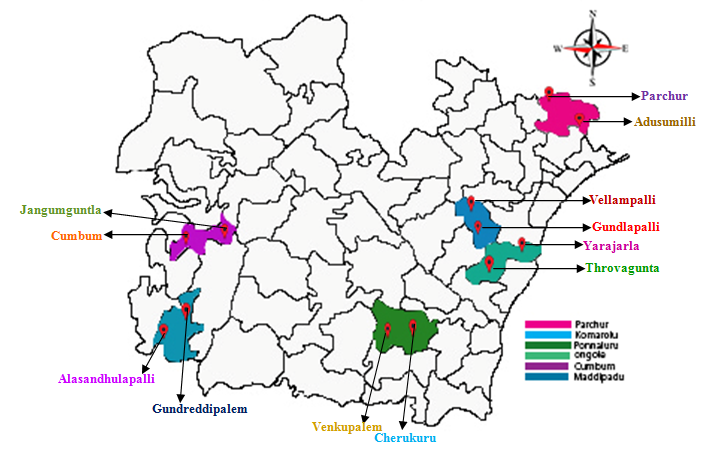 N
W
E
S
Parchur
Adusumilli
Vellampalli
Jangumguntla
Gundlapalli
Cumbum
Yarajarla
Throvagunta
Parchur
Komarolu
Ponnaluru
ongole
Cumbum
Maddipadu
Alasandhulapalli
Gundreddipalem
Venkupalem
Cherukuru